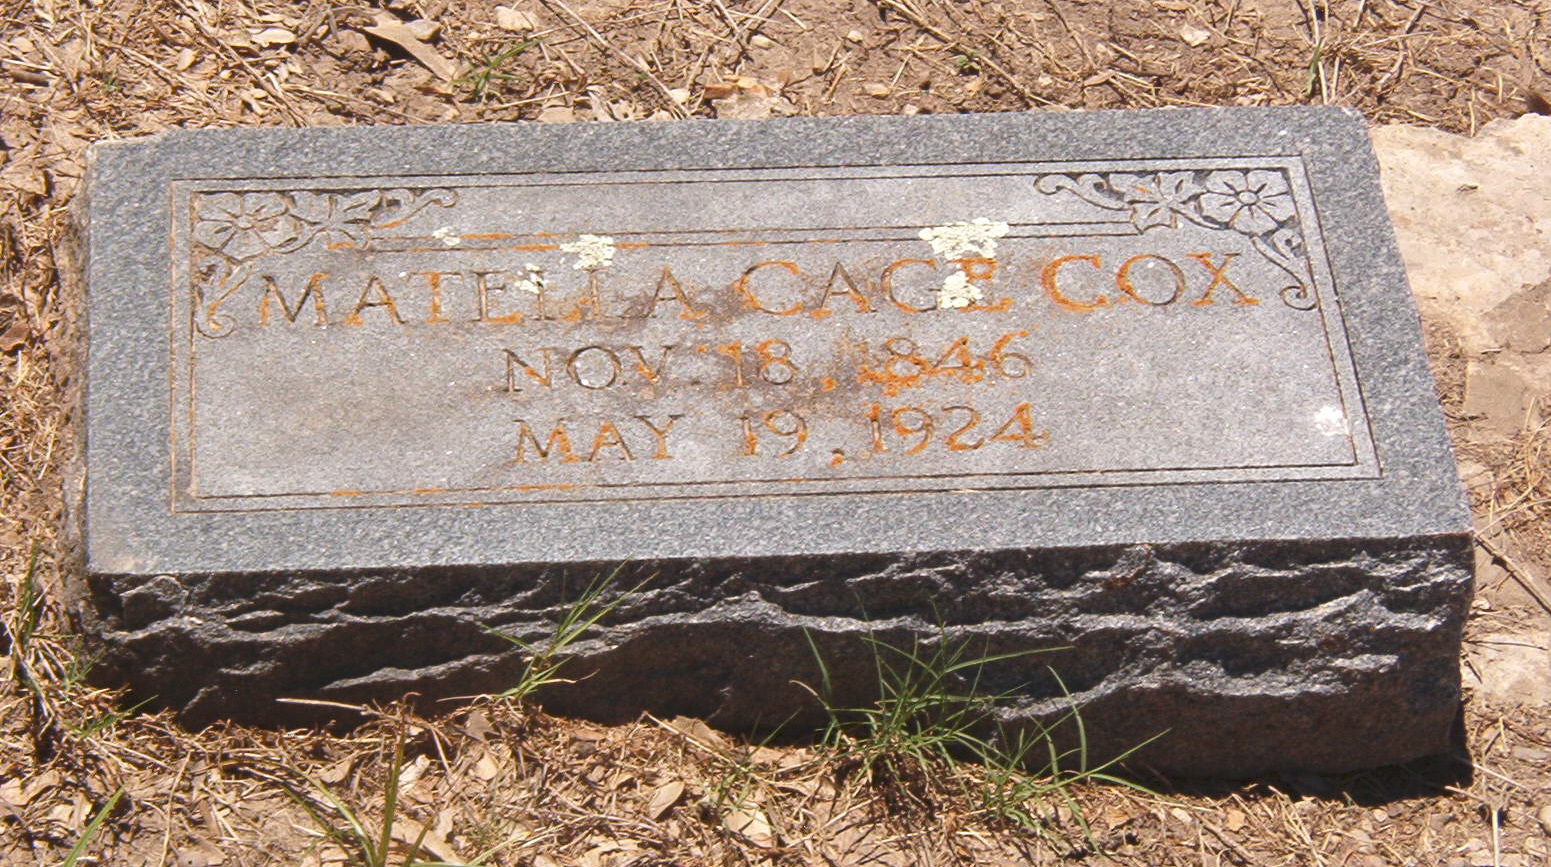 MATELLA CAGE COX
NOV. 18, 1846
MAY 19, 1924